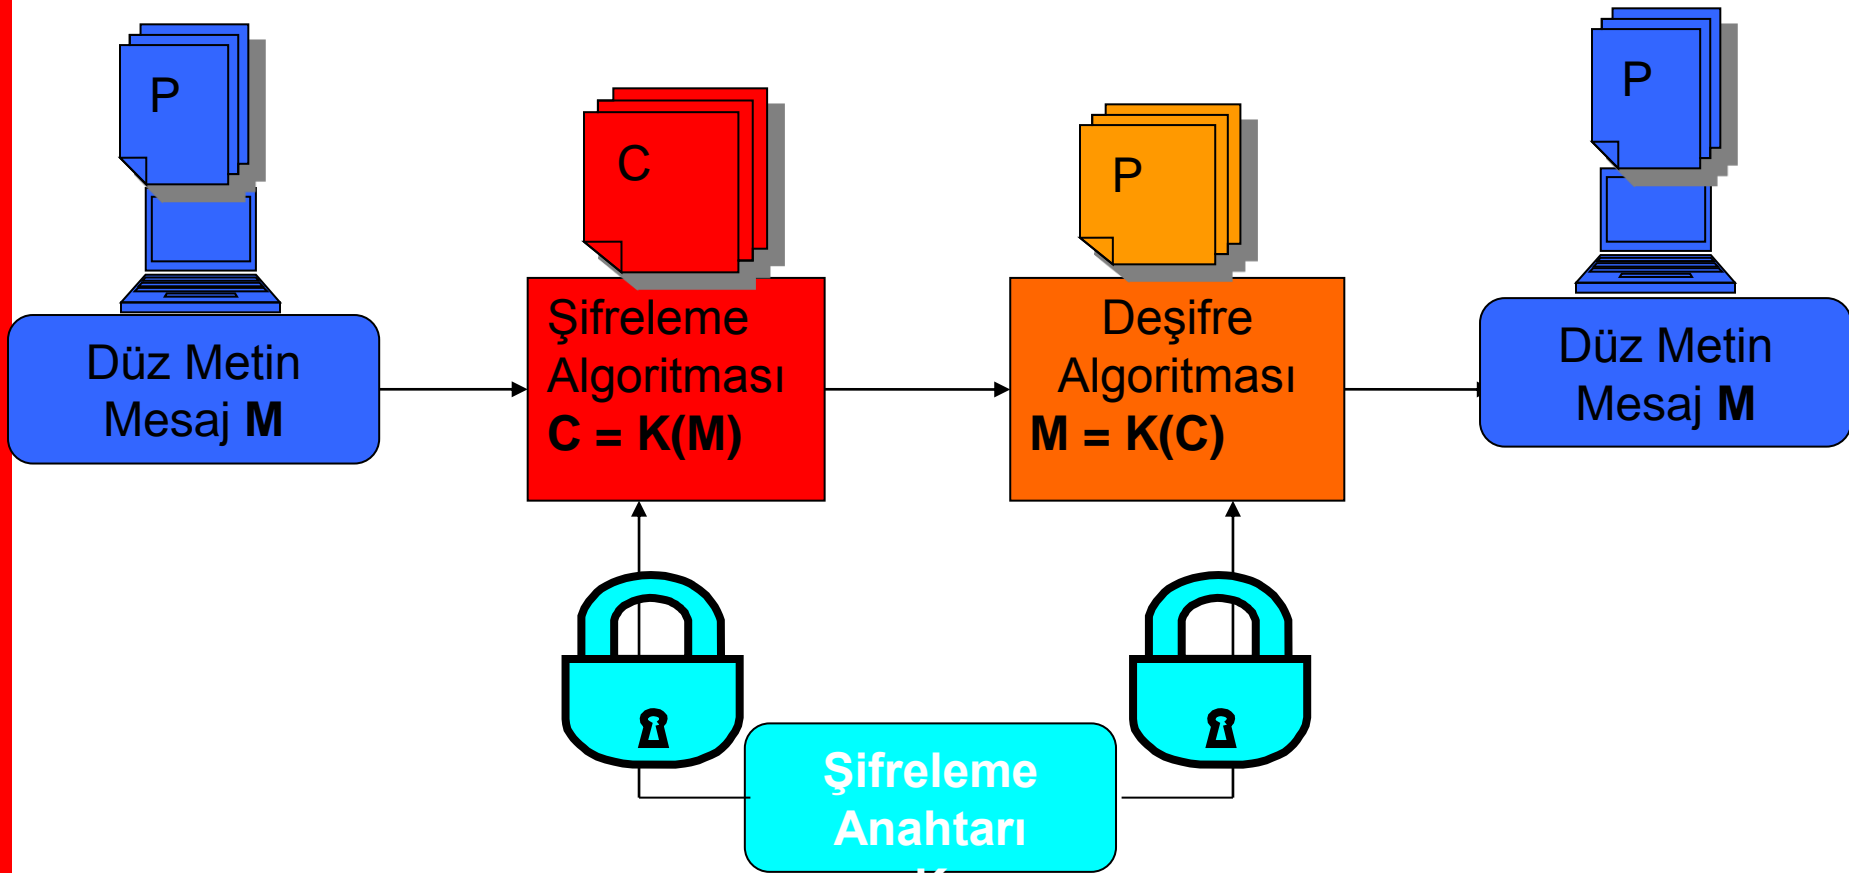 P
C
P
P
Düz Metin
Mesaj M
Şifreleme
Algoritması
C = K(M)
Deşifre
Algoritması
M = K(C)
Düz Metin
Mesaj M
Şifreleme
Anahtarı